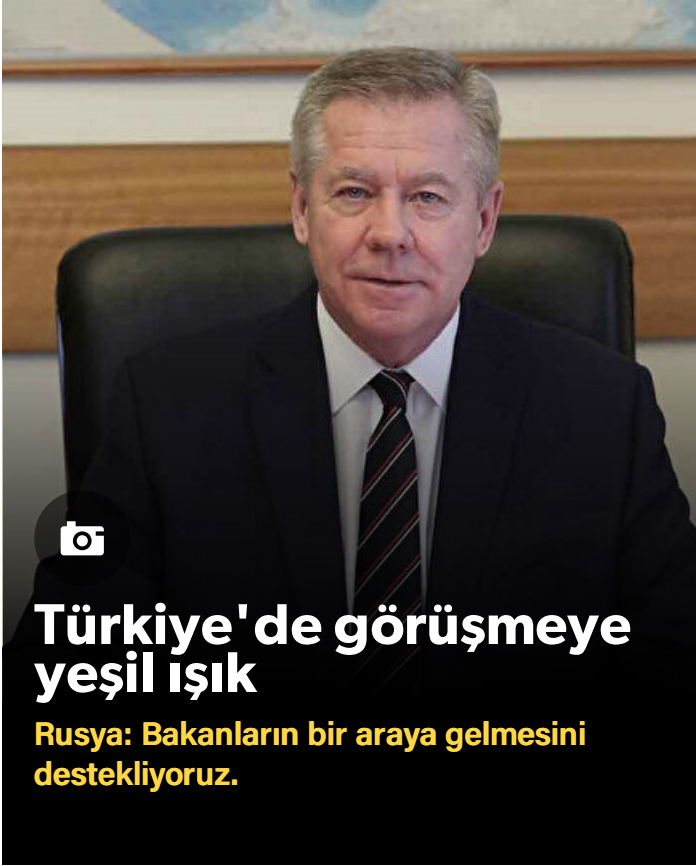 Türkiye'de görüşmeye
yeşil ışık
Rusya: Bakanların bir araya gelmesini
destekliyoruz.